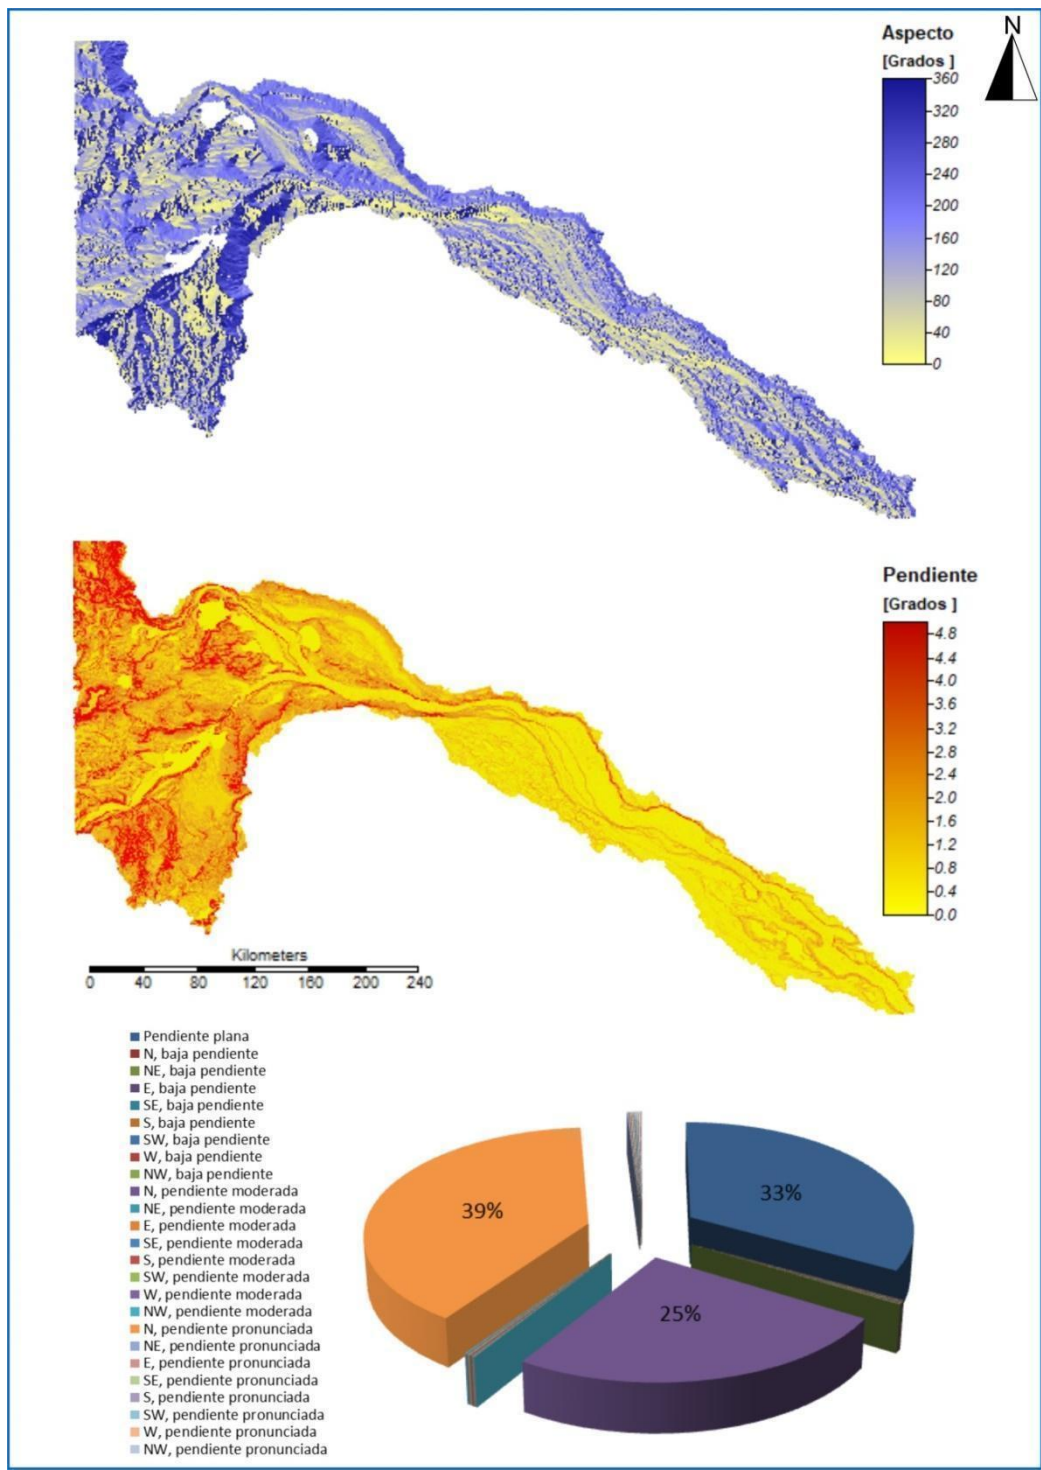 N
Aspecto
[Grados ]
360
320
280
240
200
160
120
80
40
0
Pendiente
[Grados ]
4.8
4.4
4.0
3.6
3.2
2.8
2.4
2.0
1.6
1.2
0.8
0.4
0.0
Kilometers
0 40 80 120 160 200 240
Pendiente plana
N, baja pendiente
NE, baja pendiente
E, baja pendiente
SE, baja pendiente
S, baja pendiente
SW, baja pendiente
W, baja pendiente
NW, baja pendiente
N, pendiente moderada
NE, pendiente moderada
E, pendiente moderada
SE, pendiente moderada
S, pendiente moderada
SW, pendiente moderada
W, pendiente moderada
NW, pendiente moderada
N, pendiente pronunciada
NE, pendiente pronunciada
E, pendiente pronunciada
SE, pendiente pronunciada
S, pendiente pronunciada
SW, pendiente pronunciada
W, pendiente pronunciada
NW, pendiente pronunciada
39%
33%
25%